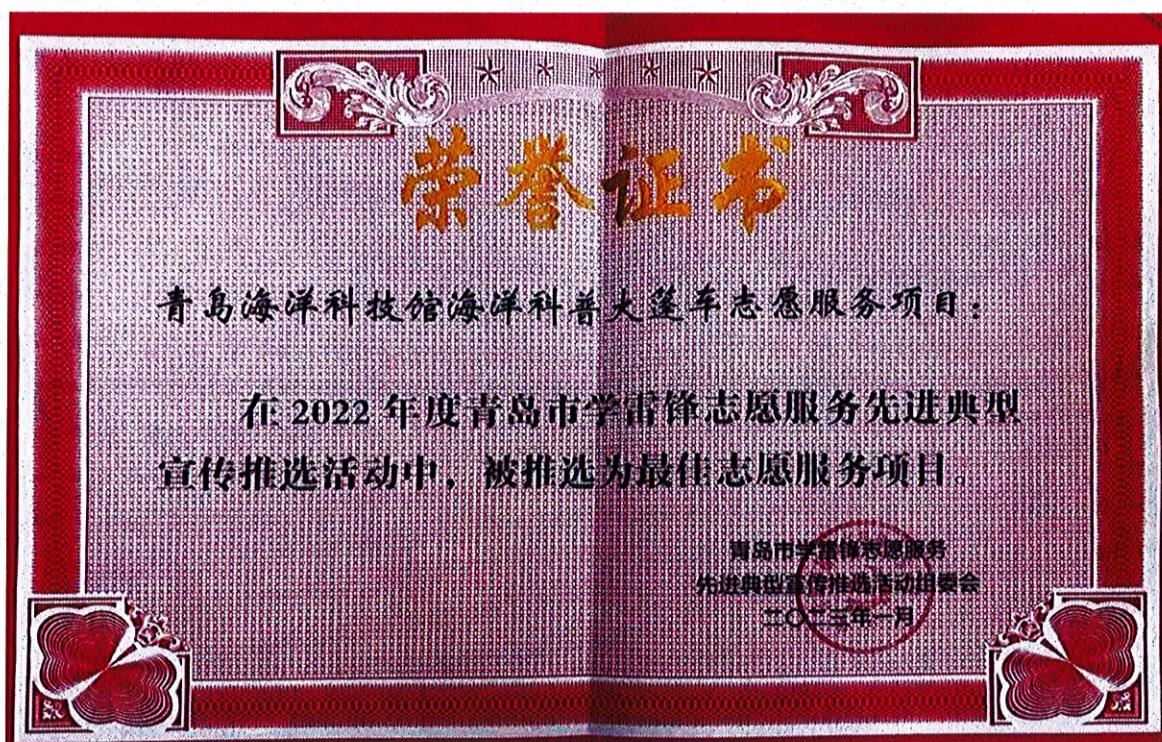 荣誉证书
青岛海洋科技馆海洋科普大篷车志愿服务项目：
在 2022 年度青岛市学雷锋志愿服务先进典型
宣传推选活动中，被推选为最佳志愿服务项目。
青岛市学雷锋志愿服务
先进典型宣传推选活动组委会
二〇二三年一月